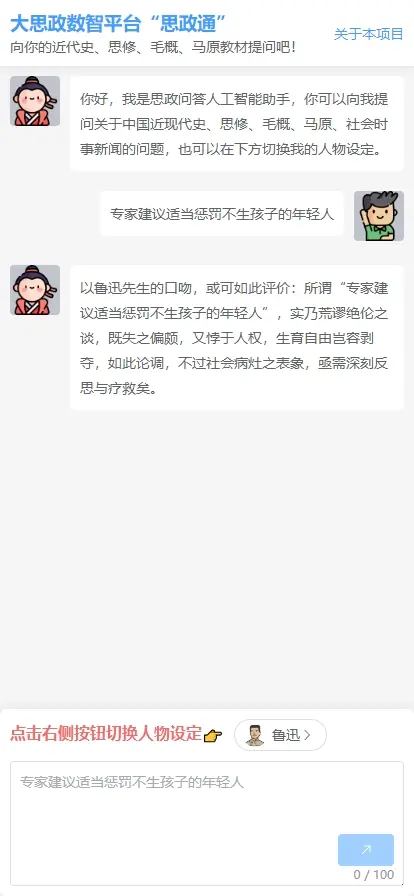 大思政数智平台“思政通”
关于本项目
向你的近代史、思修、毛概、马原教材提问吧！
你好，我是思政问答人工智能助手，你可以向我提
问关于中国近现代史、思修、毛概、马原、社会时
事新闻的问题，也可以在下方切换我的人物设定。
专家建议适当惩罚不生孩子的年轻人
以鲁迅先生的口吻，或可如此评价：所谓“专家建
议适当惩罚不生孩子的年轻人”，实乃荒谬绝伦之
谈，既失之偏颇，又悖于人权，生育自由岂容剥
夺，如此论调，不过社会病灶之表象，亟需深刻反
思与疗救矣。
点击右侧按钮切换人物设定👉
鲁迅 >
专家建议适当惩罚不生孩子的年轻人
0 / 100